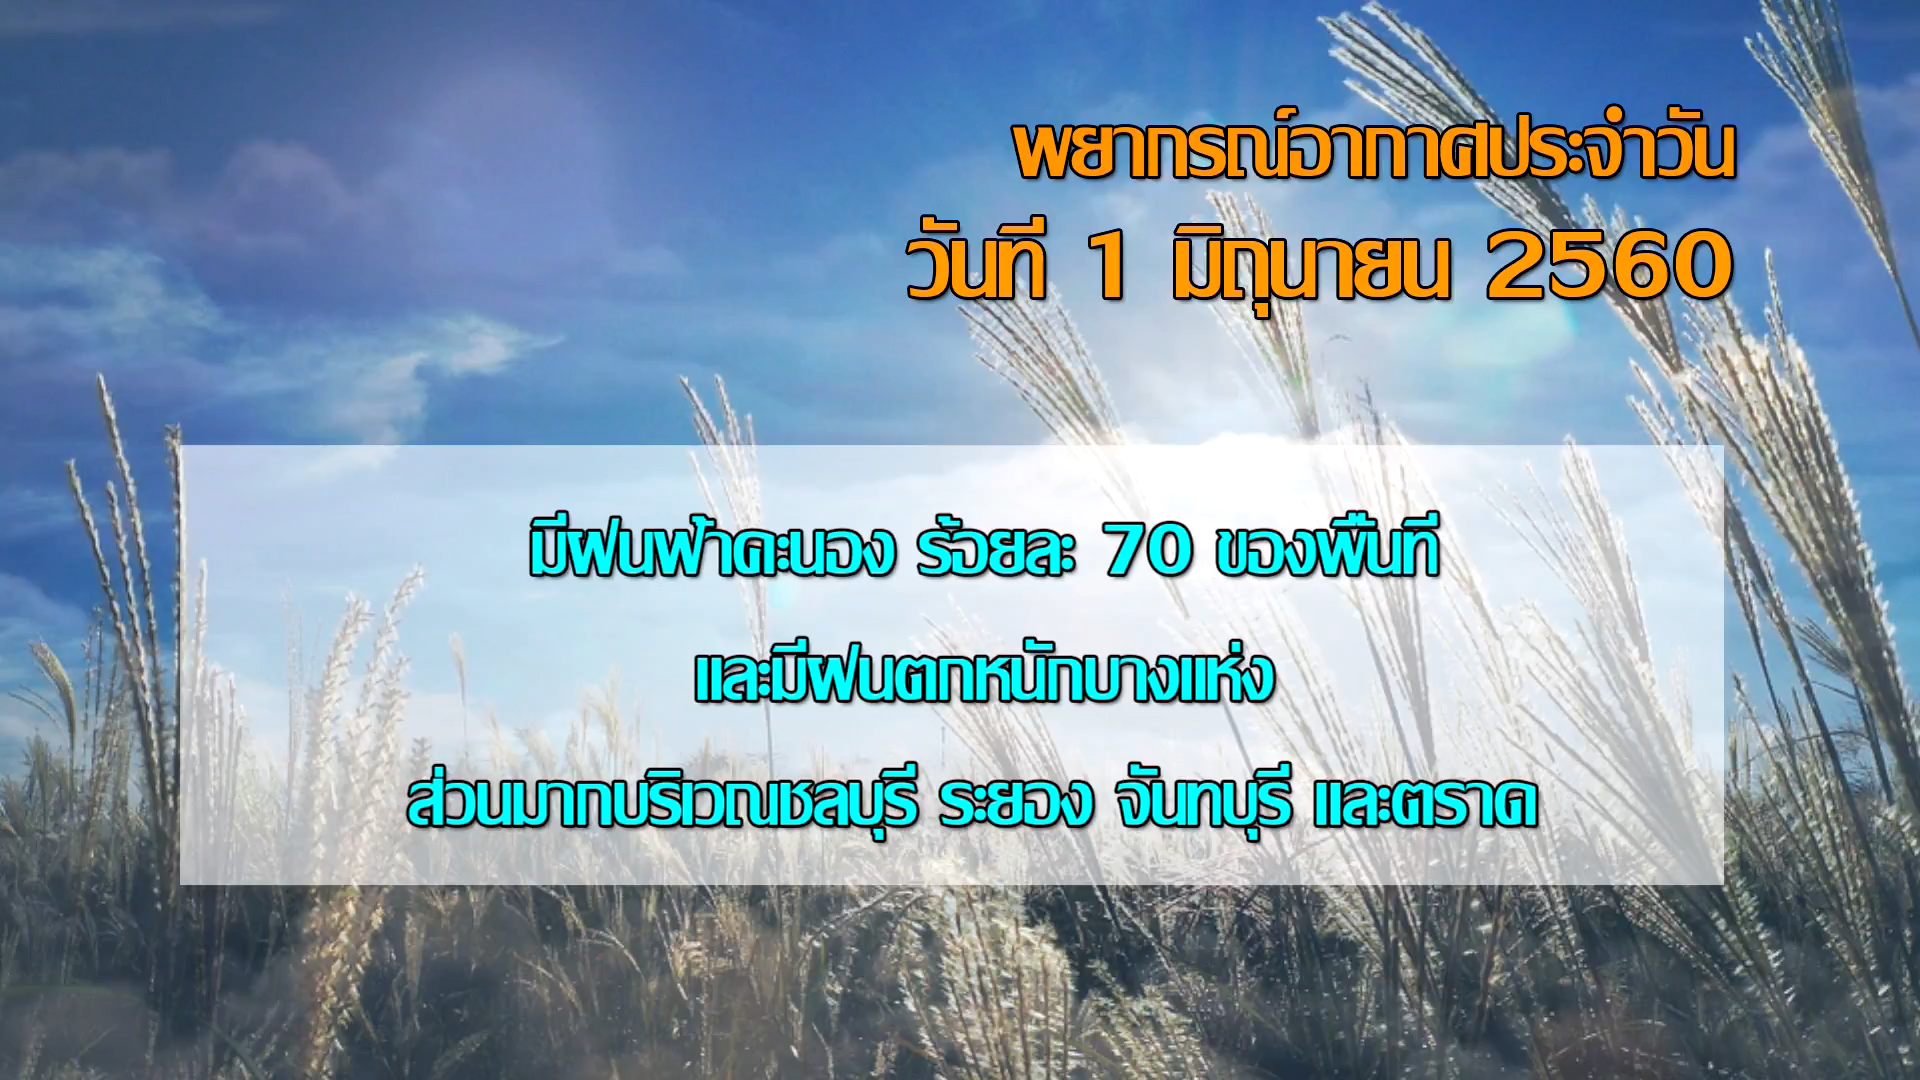 พยากรณ์อากาศประจำวัน
วันที่ 1 มิถุนายน 2560
มีฝนฟ้าคะนอง ร้อยละ 70 ของพื้นที่
และมีฝนตกหนักบางแห่ง
ส่วนมากบริเวณชลบุรี ระยอง จันทบุรี และตราด